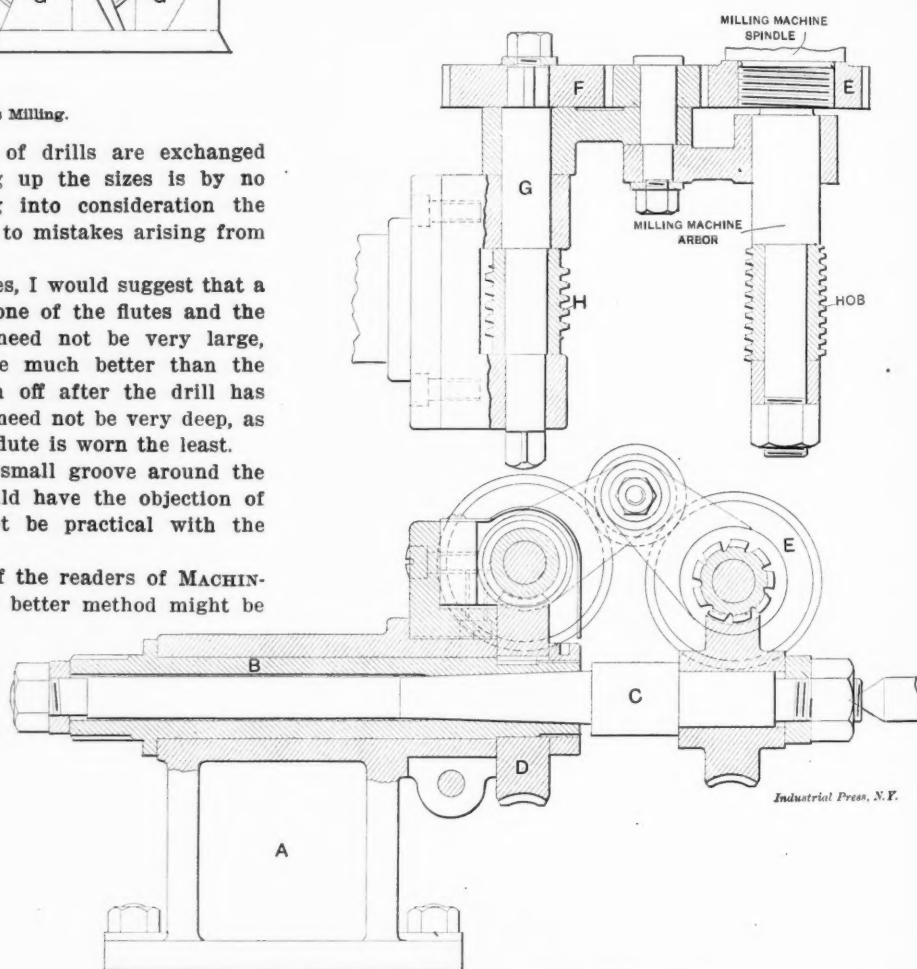 G
G
s Milling.
of drills are exchanged
g up the sizes is by no
g into consideration the
to mistakes arising from
es, I would suggest that a
one of the flutes and the
need not be very large,
e much better than the
n off after the drill has
need not be very deep, as
flute is worn the least.
small groove around the
ld have the objection of
t be practical with the
f the readers of MACHIN-
better method might be
MILLING MACHINE
SPINDLE
F
E
G
MILLING MACHINE
ARBOR
H
HOB
E
B
C
D
Industrial Press, N.Y.
A